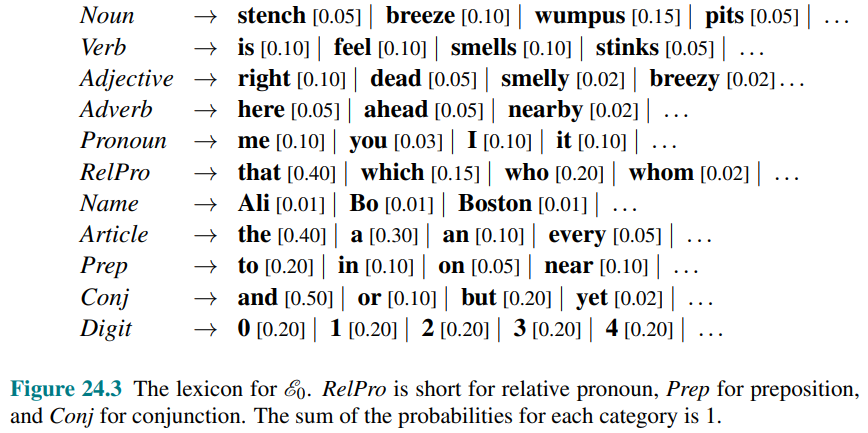 Noun → stench [0.05] | breeze [0.10] | wumpus [0.15] | pits [0.05] | ...
Verb → is [0.10] | feel [0.10] | smells [0.10] | stinks [0.05] | ...
Adjective → right [0.10] | dead [0.05] | smelly [0.02] | breezy [0.02] ...
Adverb → here [0.05] | ahead [0.05] | nearby [0.02] | ...
Pronoun → me [0.10] | you [0.03] | I [0.10] | it [0.10] | ...
RelPro → that [0.40] | which [0.15] | who [0.20] | whom [0.02] | ...
Name → Ali [0.01] | Bo [0.01] | Boston [0.01] | ...
Article → the [0.40] | a [0.30] | an [0.10] | every [0.05] | ...
Prep → to [0.20] | in [0.10] | on [0.05] | near [0.10] | ...
Conj → and [0.50] | or [0.10] | but [0.20] | yet [0.02] | ...
Digit → 0 [0.20] | 1 [0.20] | 2 [0.20] | 3 [0.20] | 4 [0.20] | ...
Figure 24.3 The lexicon for ℰ₀. RelPro is short for relative pronoun, Prep for preposition,
and Conj for conjunction. The sum of the probabilities for each category is 1.